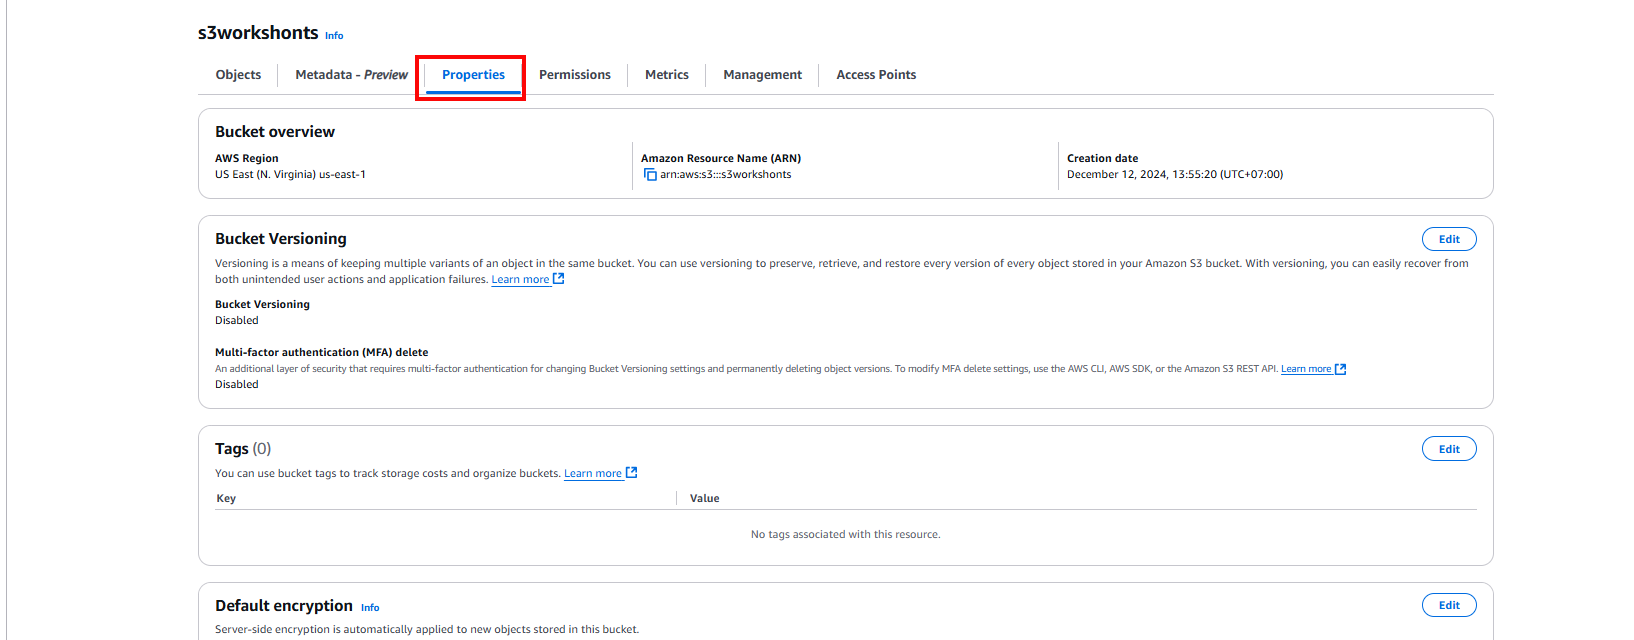 s3workshonts Info
Objects Metadata - Preview Properties Permissions Metrics Management Access Points
Bucket overview
AWS Region
US East (N. Virginia) us-east-1
Amazon Resource Name (ARN)
arn:aws:s3:::s3workshonts
Creation date
December 12, 2024, 13:55:20 (UTC+07:00)
Bucket Versioning
Edit
Versioning is a means of keeping multiple variants of an object in the same bucket. You can use versioning to preserve, retrieve, and restore every version of every object stored in your Amazon S3 bucket. With versioning, you can easily recover from
both unintended user actions and application failures. Learn more
Bucket Versioning
Disabled
Multi-factor authentication (MFA) delete
An additional layer of security that requires multi-factor authentication for changing Bucket Versioning settings and permanently deleting object versions. To modify MFA delete settings, use the AWS CLI, AWS SDK, or the Amazon S3 REST API. Learn more
Disabled
Tags (0)
Edit
You can use bucket tags to track storage costs and organize buckets. Learn more
Key Value
No tags associated with this resource.
Default encryption Info
Edit
Server-side encryption is automatically applied to new objects stored in this bucket.